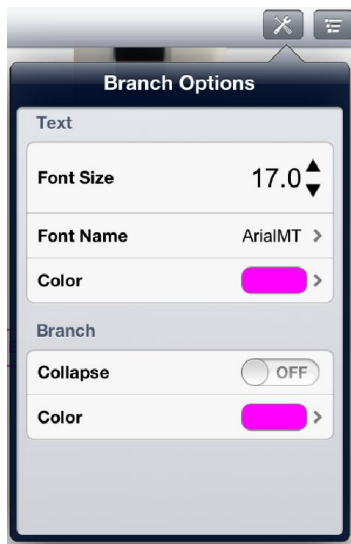 Branch Options
Text
Font Size 17.0
Font Name ArialMT
Color
Branch
Collapse OFF
Color